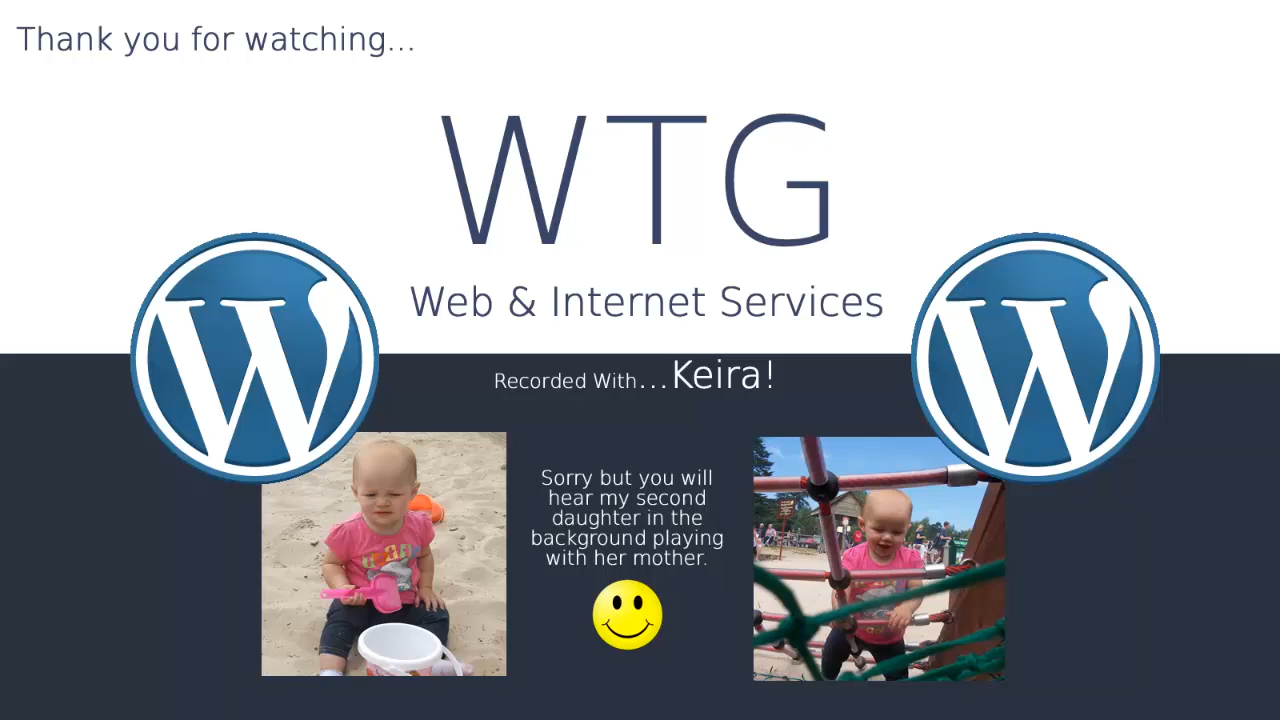 Thank you for watching...
WTG
Web & Internet Services
Recorded With...Keira!
Sorry but you will
hear my second
daughter in the
background playing
with her mother.